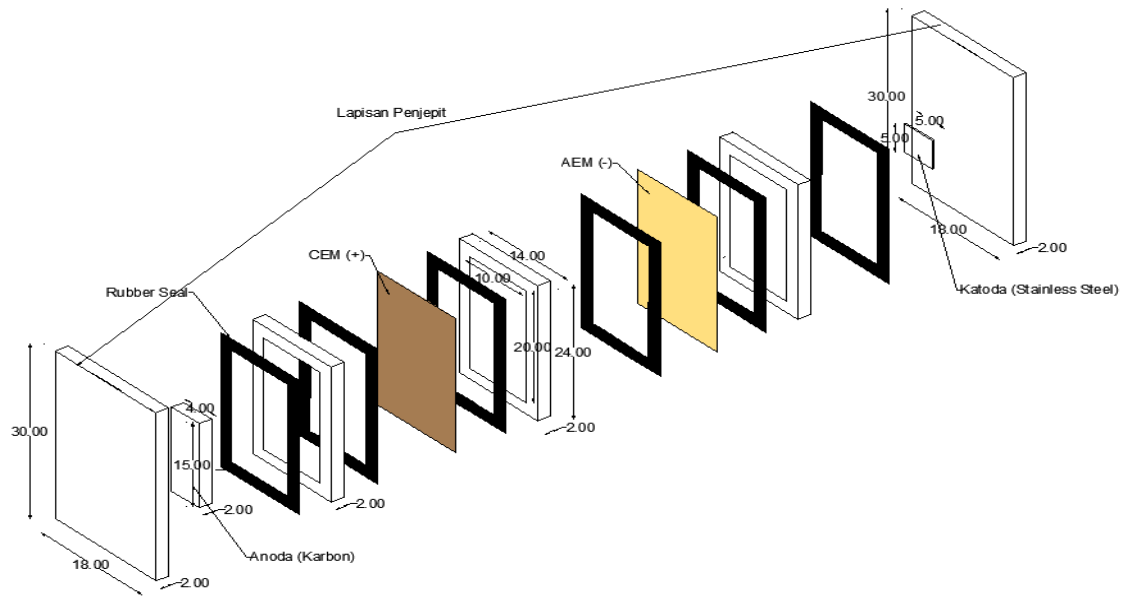 Lapisan Penjepit
30.00
5.00
5.00
18.00
2.00
Katoda (Stainless Steel)
AEM (-)
CEM (+)
14.00
10.00
20.00
24.00
2.00
Rubber Seal
30.00
4.00
15.00
2.00
2.00
Anoda (Karbon)
18.00
2.00